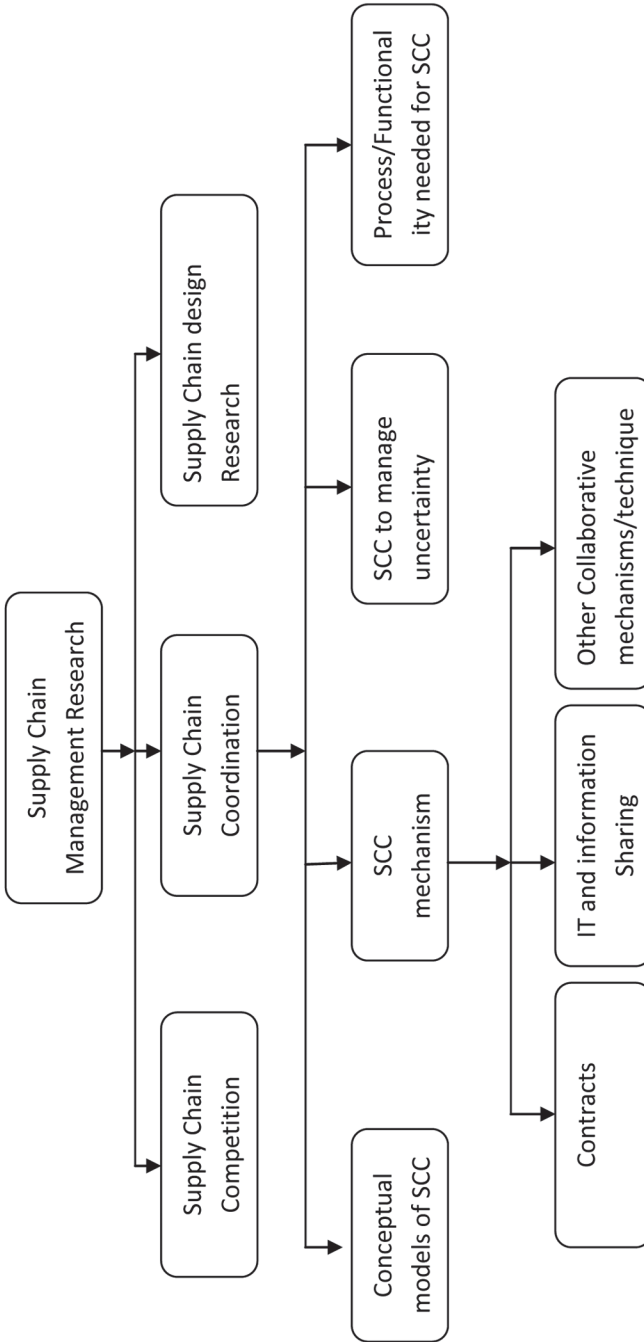 Supply Chain
Management Research
Supply Chain
Competition
Supply Chain
Coordination
Supply Chain design
Research
Conceptual
models of SCC
SCC
mechanism
SCC to manage
uncertainty
Process/Functional
ity needed for SCC
Contracts
IT and information
Sharing
Other Collaborative
mechanisms/technique